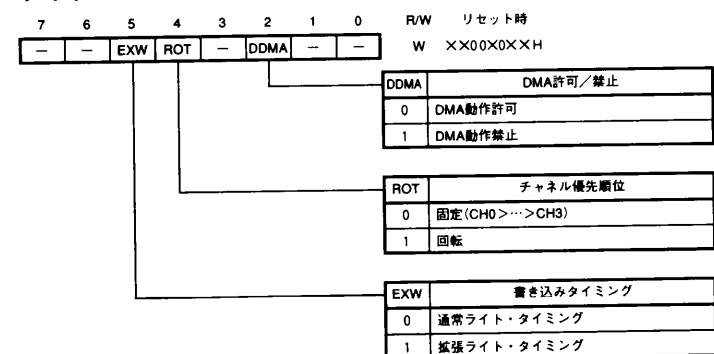 7 6 5 4 3 2 1 0 R/W リセット時
— — EXW ROT — DDMA — — W ××00×0××H
DDMA DMA許可／禁止
0 DMA動作許可
1 DMA動作禁止
ROT チャネル優先順位
0 固定(CH0＞…＞CH3)
1 回転
EXW 書き込みタイミング
0 通常ライト・タイミング
1 拡張ライト・タイミング